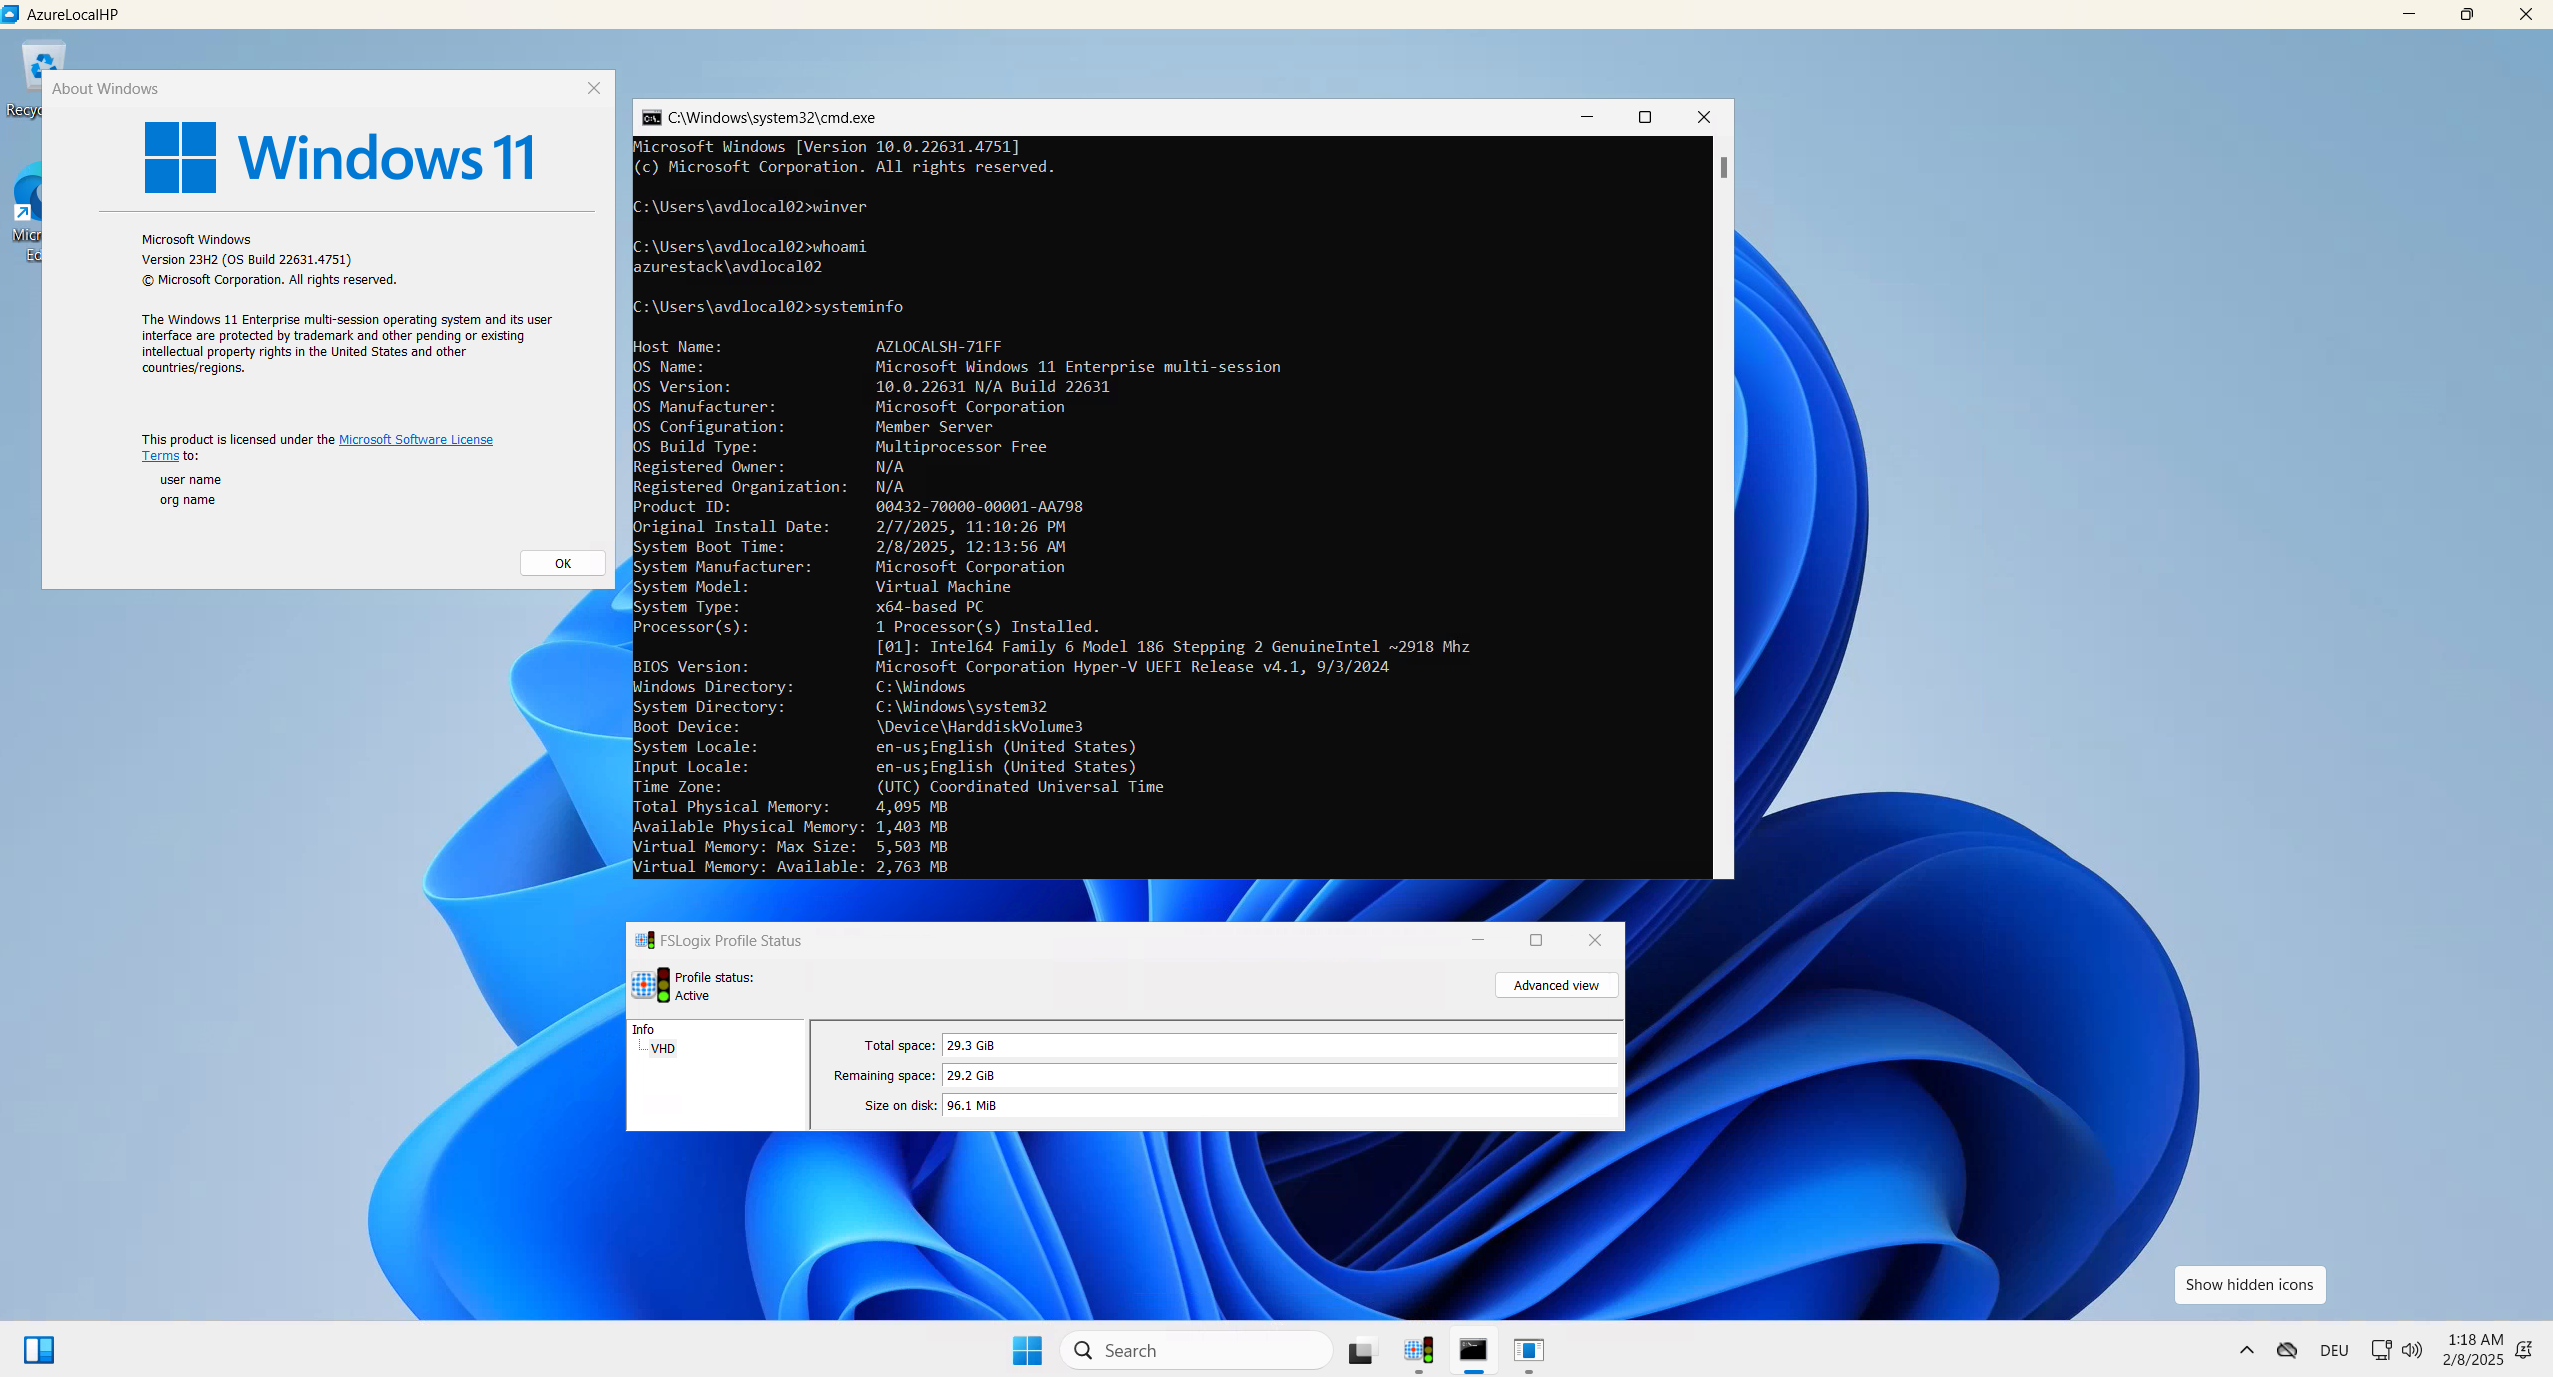 AzureLocalHP
Recyc
Micr
Ed
About Windows
Windows 11
Microsoft Windows
Version 23H2 (OS Build 22631.4751)
© Microsoft Corporation. All rights reserved.
The Windows 11 Enterprise multi-session operating system and its user
interface are protected by trademark and other pending or existing
intellectual property rights in the United States and other
countries/regions.
This product is licensed under the Microsoft Software License
Terms to:
user name
org name
OK
C:\Windows\system32\cmd.exe
Microsoft Windows [Version 10.0.22631.4751]
(c) Microsoft Corporation. All rights reserved.
C:\Users\avdlocal02>winver
C:\Users\avdlocal02>whoami
azurestack\avdlocal02
C:\Users\avdlocal02>systeminfo
Host Name: AZLOCALSH-71FF
OS Name: Microsoft Windows 11 Enterprise multi-session
OS Version: 10.0.22631 N/A Build 22631
OS Manufacturer: Microsoft Corporation
OS Configuration: Member Server
OS Build Type: Multiprocessor Free
Registered Owner: N/A
Registered Organization: N/A
Product ID: 00432-70000-00001-AA798
Original Install Date: 2/7/2025, 11:10:26 PM
System Boot Time: 2/8/2025, 12:13:56 AM
System Manufacturer: Microsoft Corporation
System Model: Virtual Machine
System Type: x64-based PC
Processor(s): 1 Processor(s) Installed.
[01]: Intel64 Family 6 Model 186 Stepping 2 GenuineIntel ~2918 Mhz
BIOS Version: Microsoft Corporation Hyper-V UEFI Release v4.1, 9/3/2024
Windows Directory: C:\Windows
System Directory: C:\Windows\system32
Boot Device: \Device\HarddiskVolume3
System Locale: en-us;English (United States)
Input Locale: en-us;English (United States)
Time Zone: (UTC) Coordinated Universal Time
Total Physical Memory: 4,095 MB
Available Physical Memory: 1,403 MB
Virtual Memory: Max Size: 5,503 MB
Virtual Memory: Available: 2,763 MB
FSLogix Profile Status
Profile status:
Active
Advanced view
Info
VHD
Total space: 29.3 GiB
Remaining space: 29.2 GiB
Size on disk: 96.1 MiB
Show hidden icons
Search
DEU
1:18 AM
2/8/2025